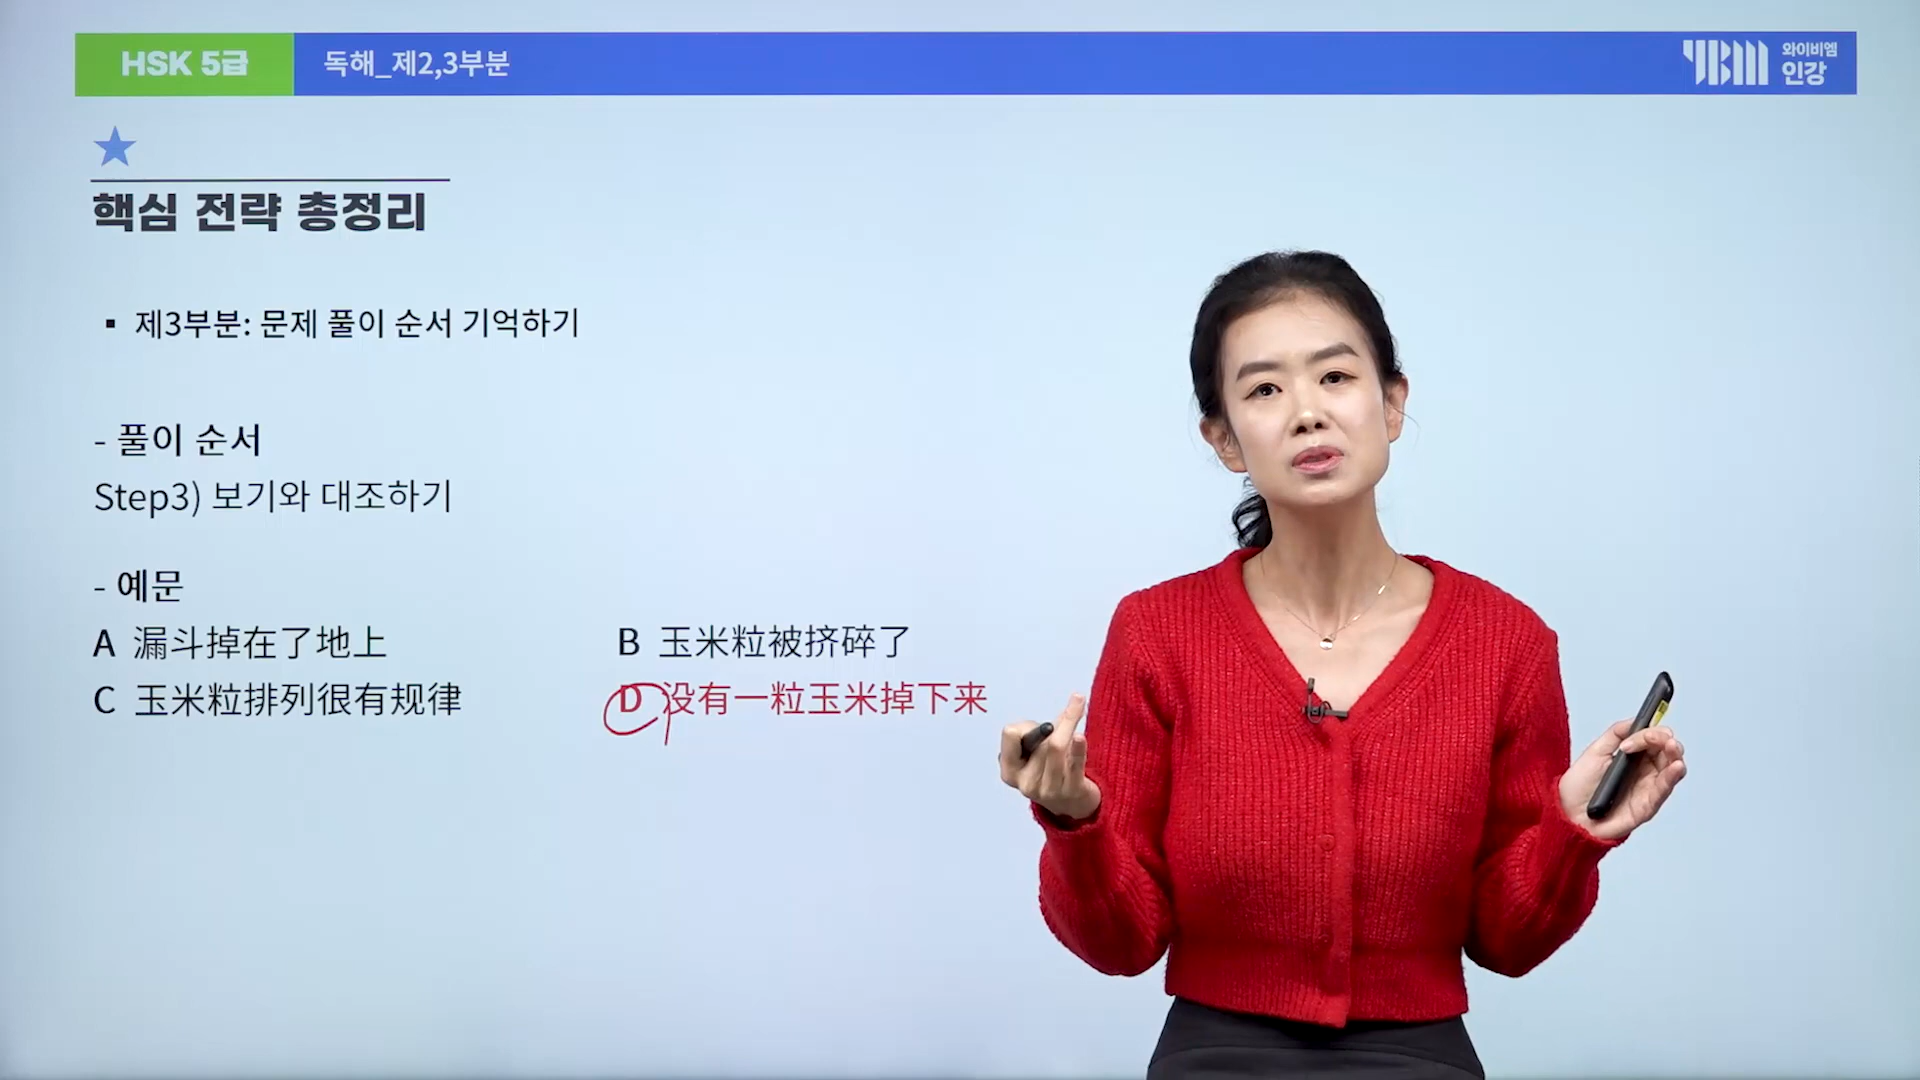 HSK 5급
독해_제2,3부분
YBM 와이비엠 인강
핵심 전략 총정리
▪ 제3부분: 문제 풀이 순서 기억하기
- 풀이 순서
Step3) 보기와 대조하기
- 예문
A 漏斗掉在了地上
B 玉米粒被挤碎了
C 玉米粒排列很有规律
D 没有一粒玉米掉下来